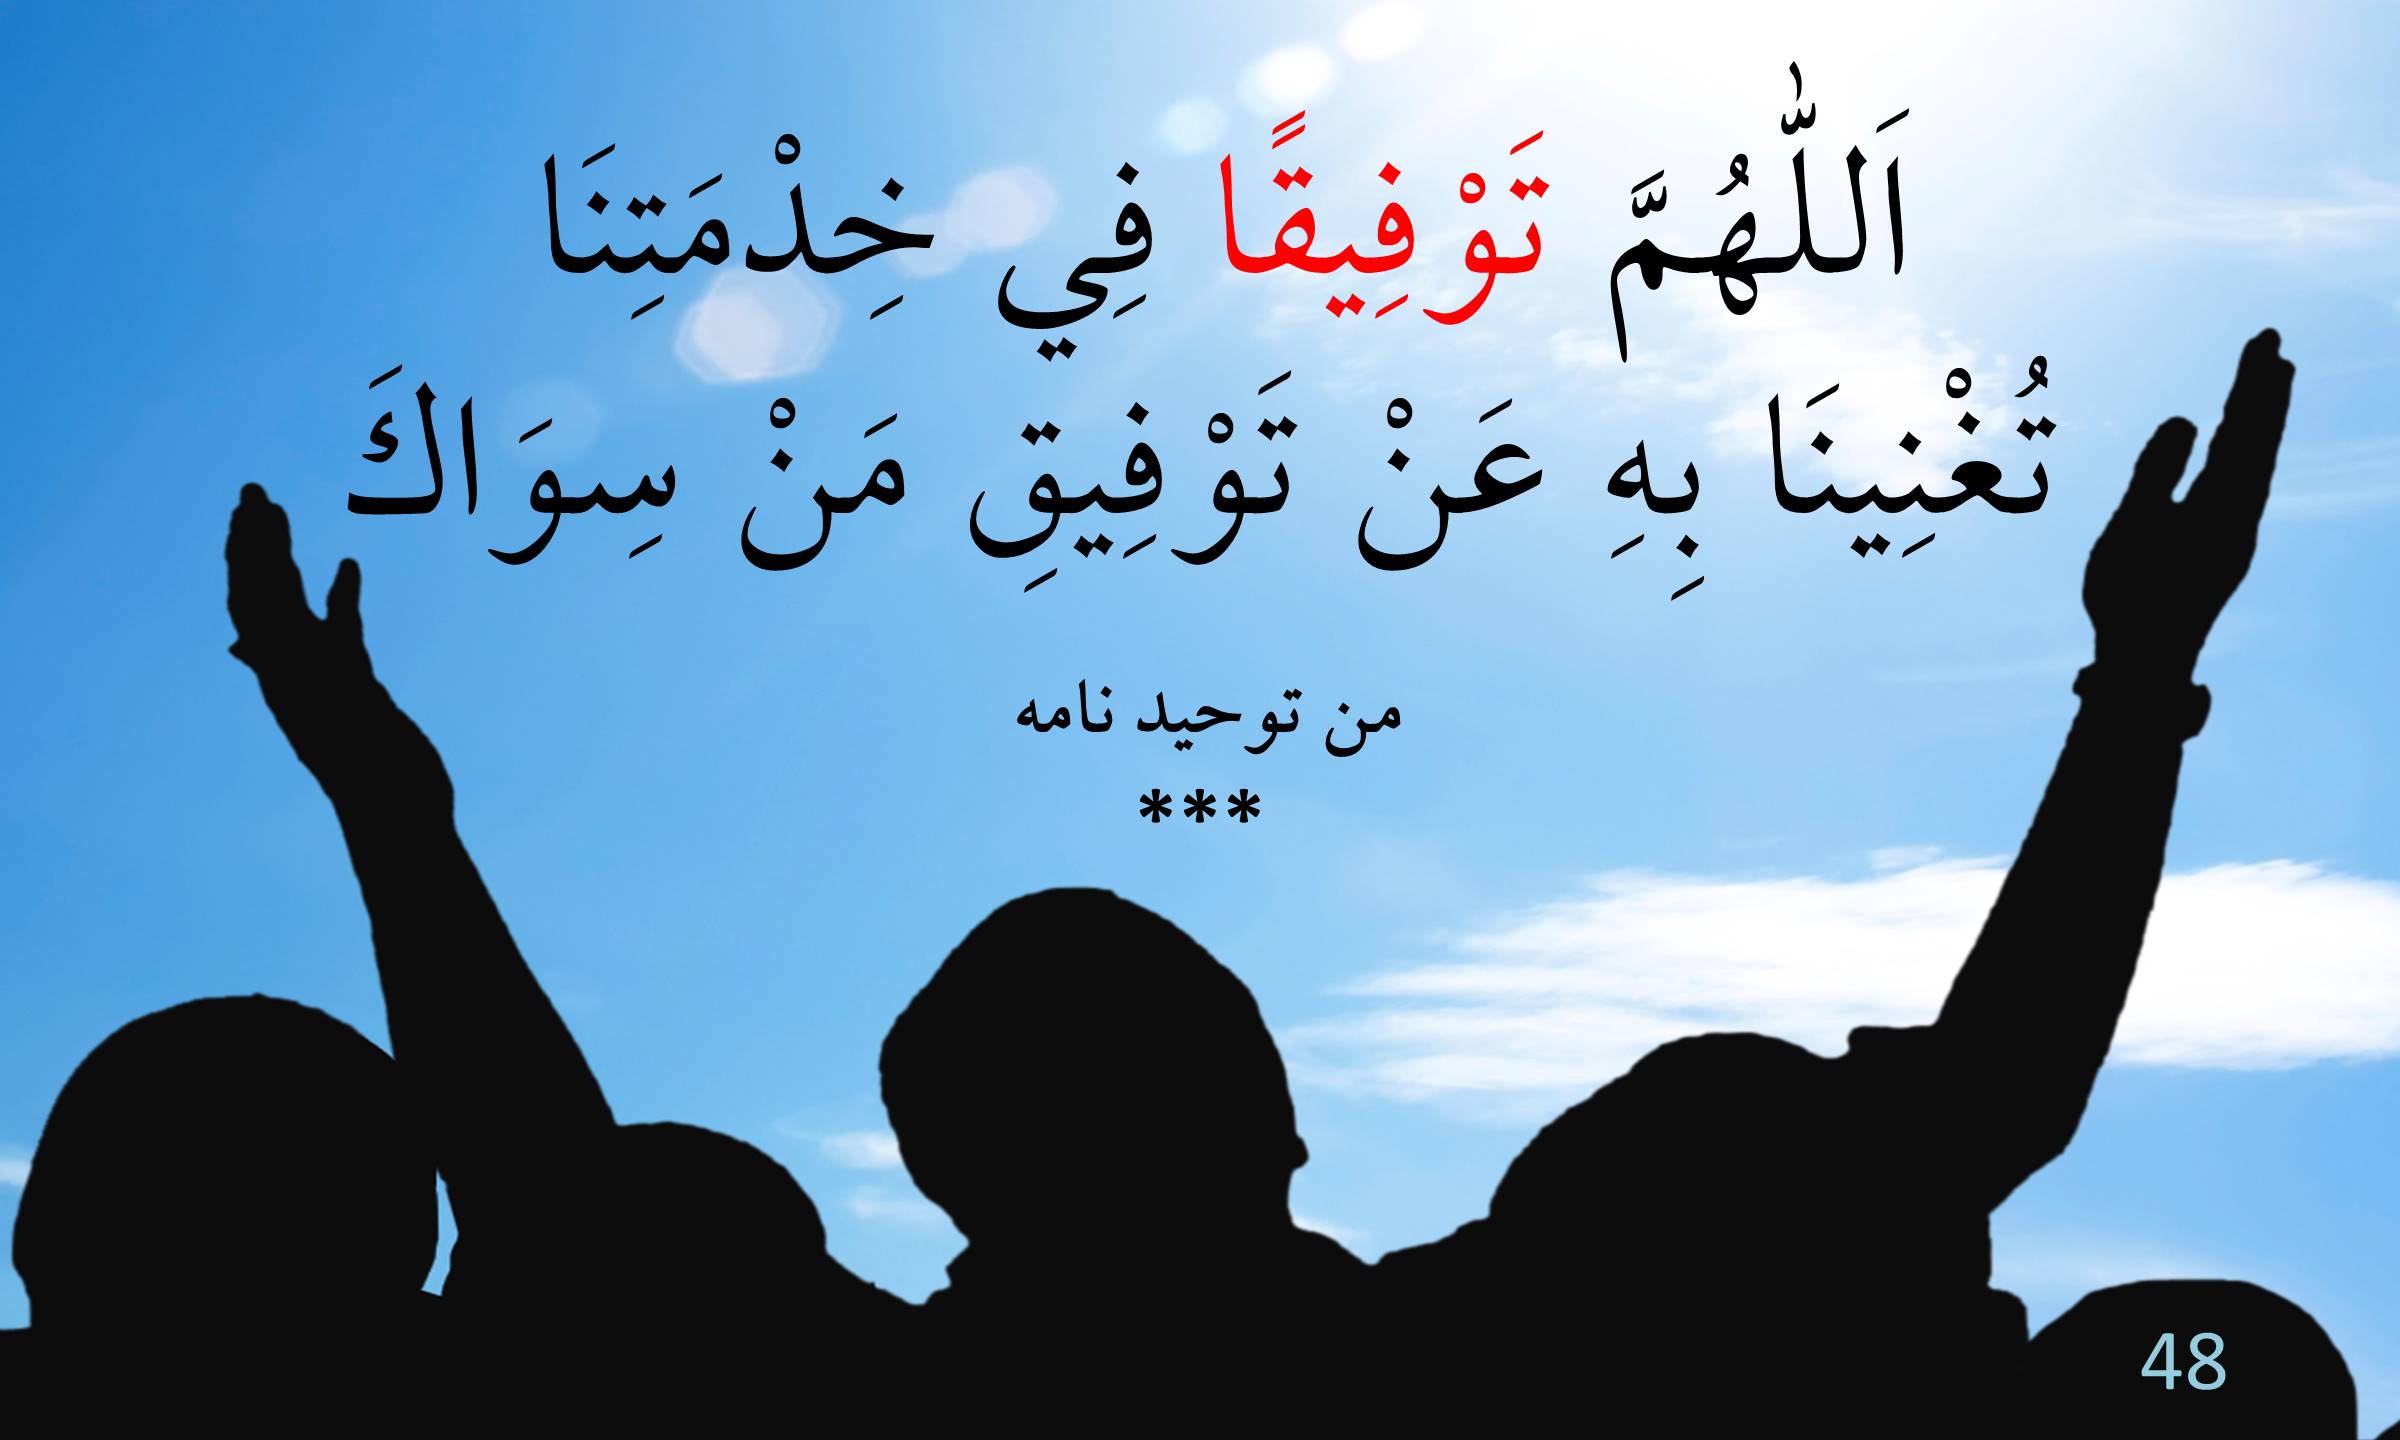 اَللّٰهُمَّ تَوْفِيقًا فِي خِدْمَتِنَا
تُغْنِينَا بِهِ عَنْ تَوْفِيقِ مَنْ سِوَاكَ
من توحيد نامه
***
48